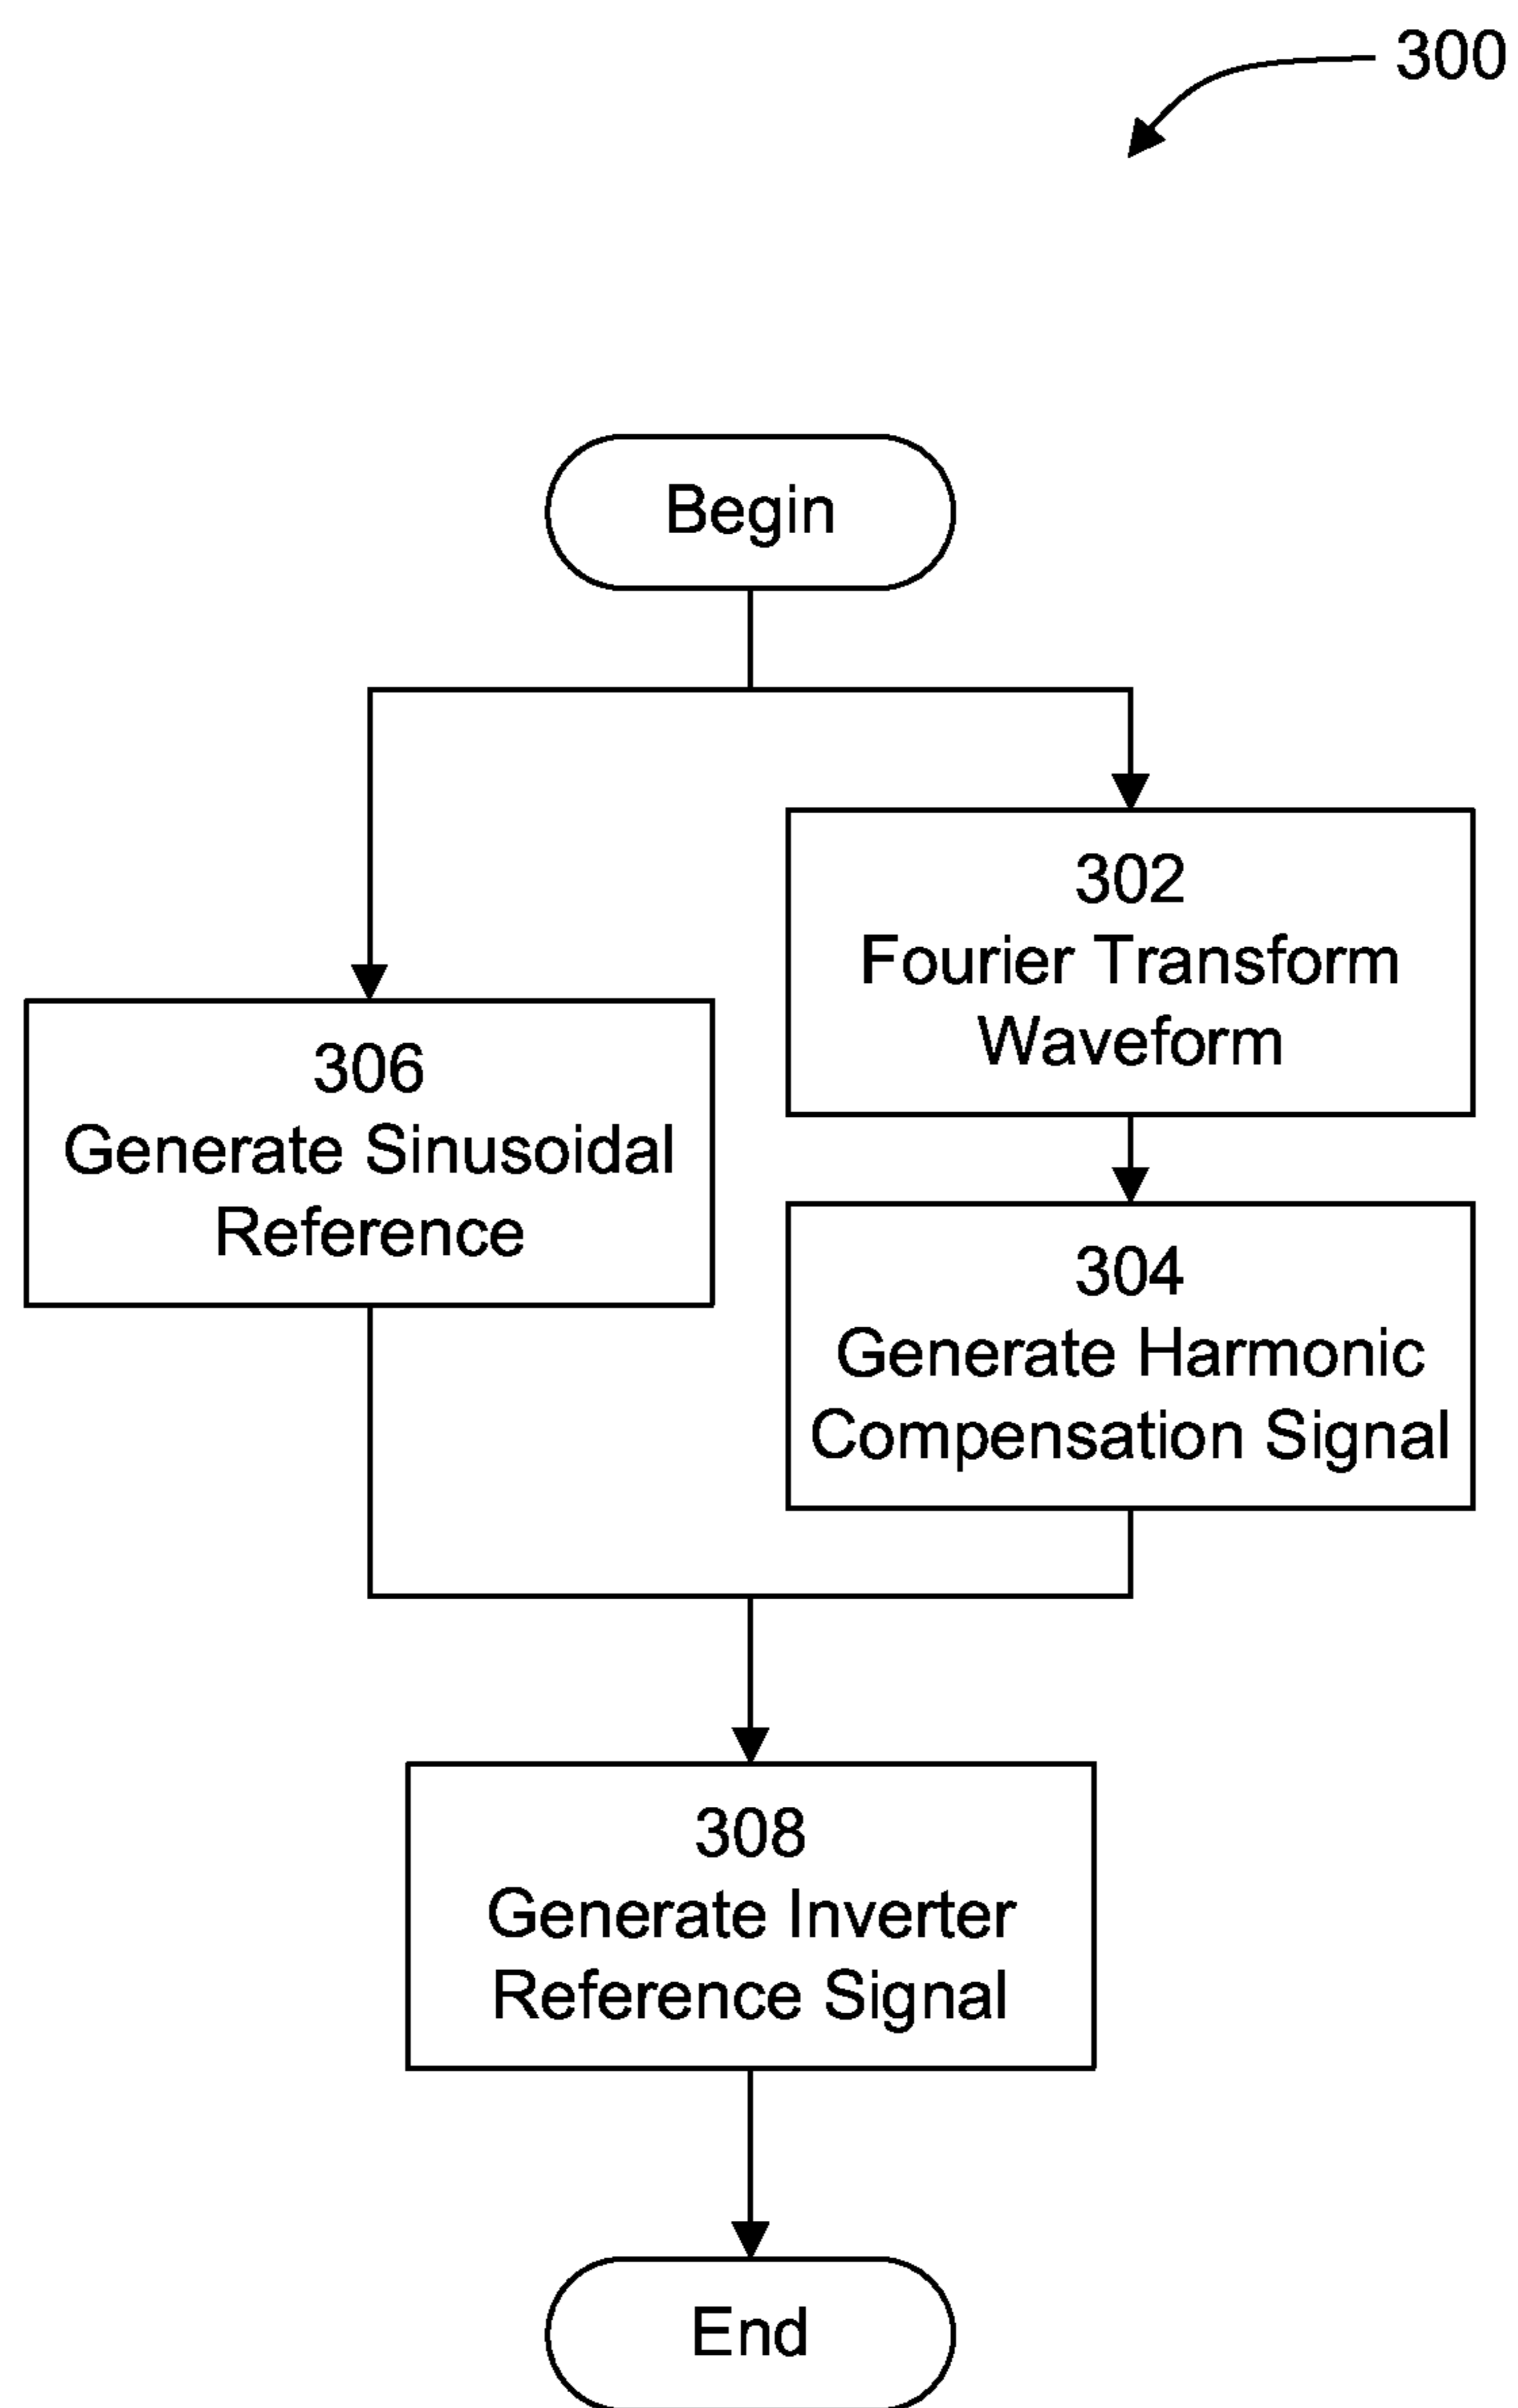 300
Begin
302
Fourier Transform
Waveform
306
Generate Sinusoidal
Reference
304
Generate Harmonic
Compensation Signal
308
Generate Inverter
Reference Signal
End